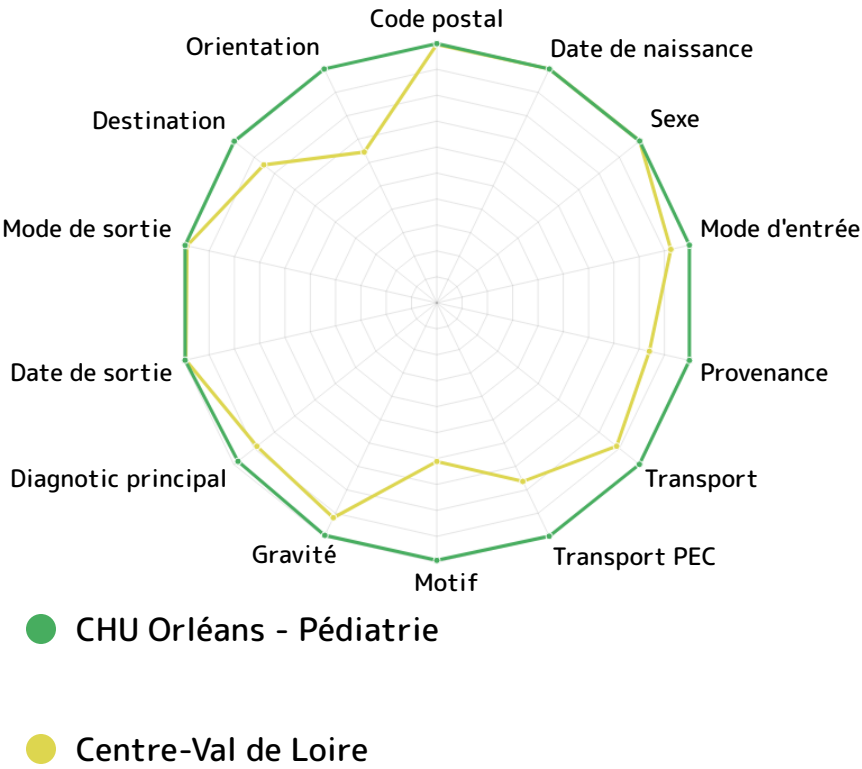 Code postal
Orientation
Date de naissance
Destination
Sexe
Mode de sortie
Mode d'entrée
Date de sortie
Provenance
Diagnotic principal
Transport
Gravité
Transport PEC
Motif
CHU Orléans - Pédiatrie
Centre-Val de Loire